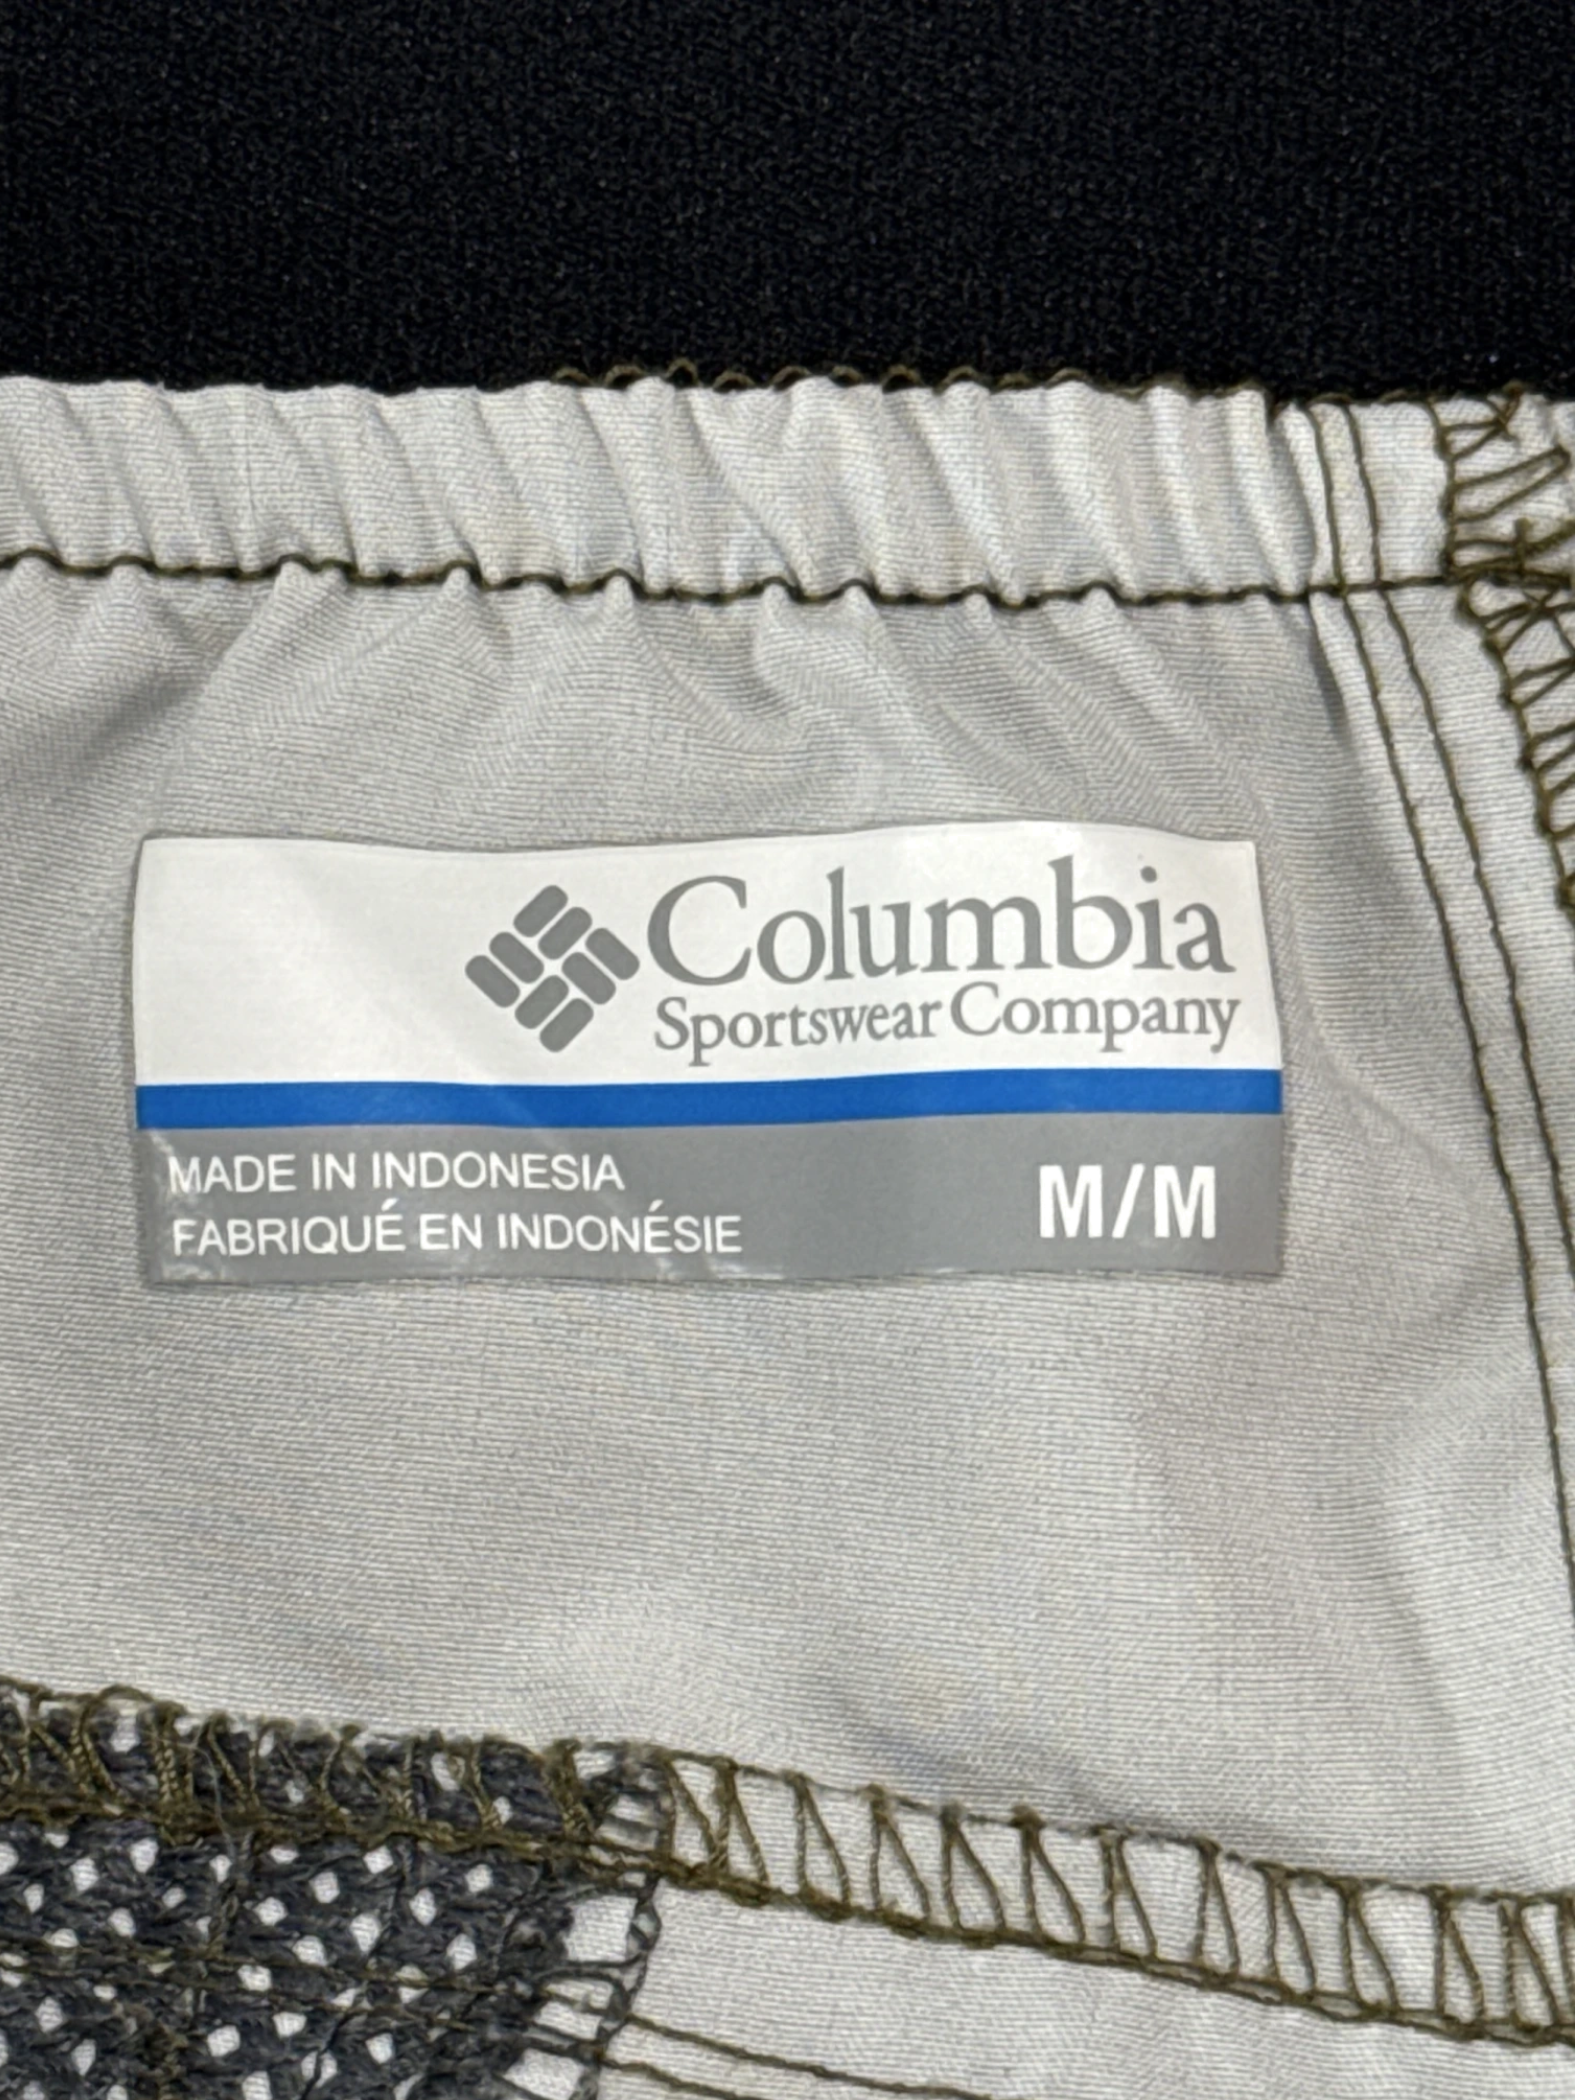 Columbia
Sportswear Company
MADE IN INDONESIA
FABRIQUÉ EN INDONÉSIE
M/M